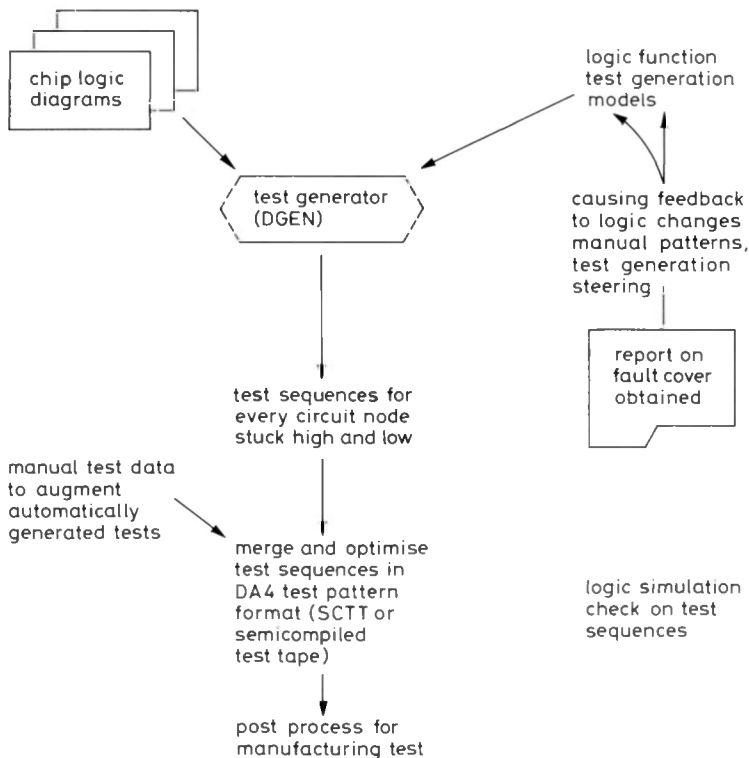 chip logic
diagrams
logic function
test generation
models
test generator
(DGEN)
causing feedback
to logic changes
manual patterns,
test generation
steering
report on
fault cover
obtained
test sequences for
every circuit node
stuck high and low
manual test data
to augment
automatically
generated tests
merge and optimise
test sequences in
DA4 test pattern
format (SCTT or
semicompiled
test tape)
logic simulation
check on test
sequences
post process for
manufacturing test